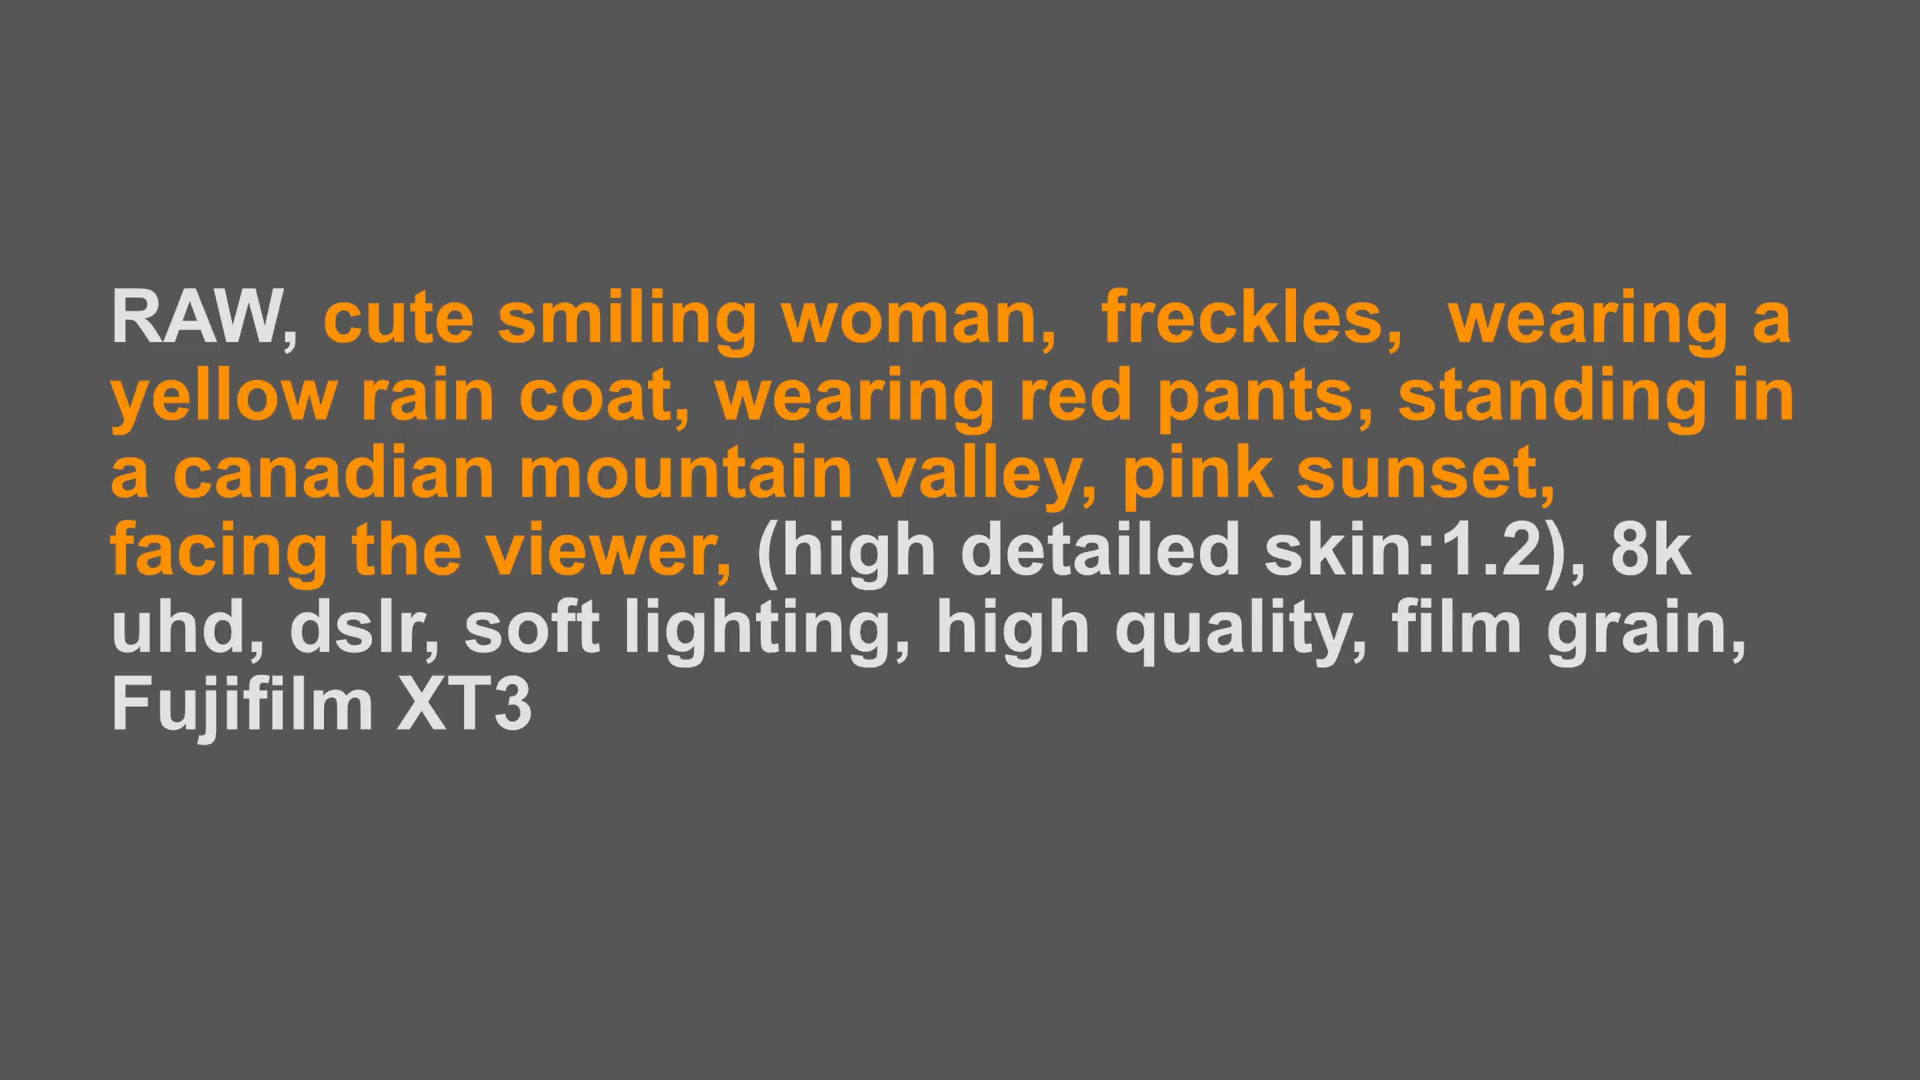 RAW, cute smiling woman,  freckles,  wearing a
yellow rain coat, wearing red pants, standing in
a canadian mountain valley, pink sunset,
facing the viewer, (high detailed skin:1.2), 8k
uhd, dslr, soft lighting, high quality, film grain,
Fujifilm XT3